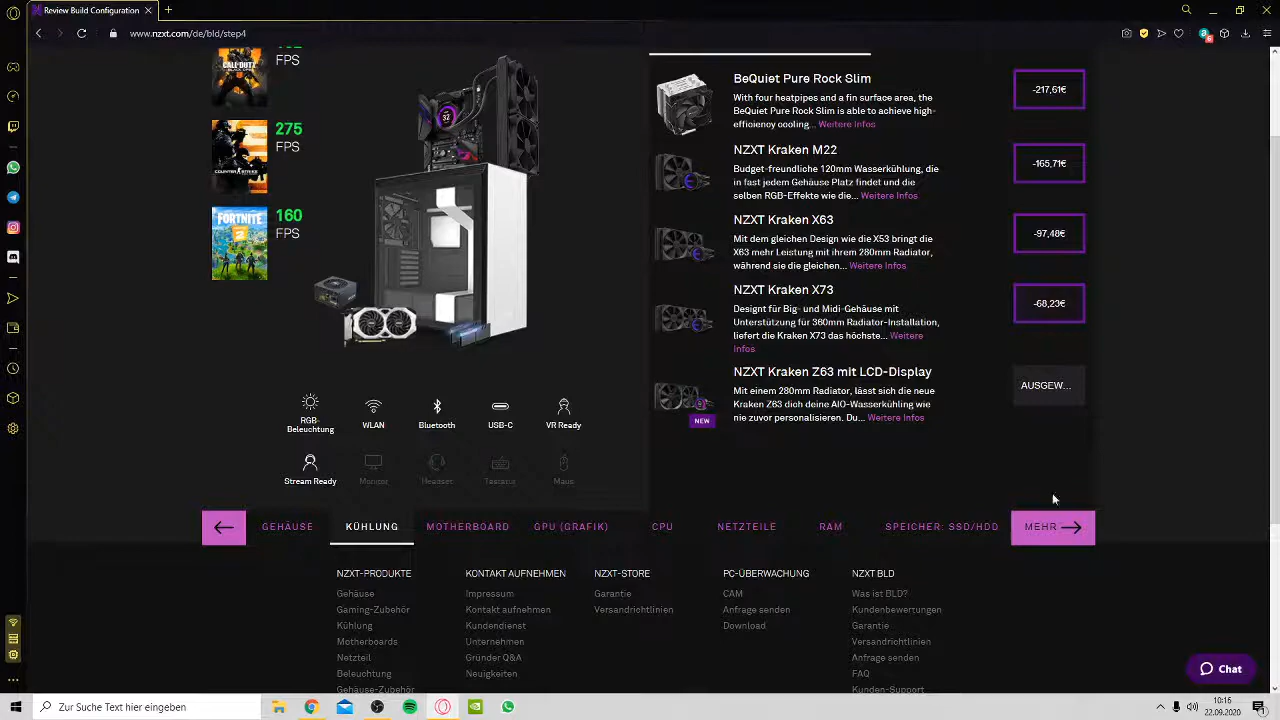 Review Build Configuration
www.nzxt.com/de/bld/step4
FPS
275
FPS
COUNTER STRIKE
FORTNITE
2
160
FPS
BeQuiet Pure Rock Slim
With four heatpipes and a fin surface area, the
BeQuiet Pure Rock Slim is able to achieve high-
efficiency cooling... Weitere Infos
-217,61€
NZXT Kraken M22
Budget-freundliche 120mm Wasserkühlung, die
in fast jedem Gehäuse Platz findet und die
selben RGB-Effekte wie die... Weitere Infos
-165,71€
NZXT Kraken X63
Mit dem gleichen Design wie die X53 bringt die
X63 mehr Leistung mit ihrem 280mm Radiator,
während sie die gleichen... Weitere Infos
-97,48€
NZXT Kraken X73
Designt für Big- und Midi-Gehäuse mit
Unterstützung für 360mm Radiator-Installation,
liefert die Kraken X73 das höchste... Weitere
Infos
-68,23€
NZXT Kraken Z63 mit LCD-Display
Mit einem 280mm Radiator, lässt sich die neue
Kraken Z63 dich deine AIO-Wasserkühlung wie
nie zuvor personalisieren. Du... Weitere Infos
NEW
AUSGEW...
RGB-
Beleuchtung
WLAN
Bluetooth
USB-C
VR Ready
Stream Ready
Monitor
Headset
Tastatur
Maus
GEHÄUSE
KÜHLUNG
MOTHERBOARD
GPU (GRAFIK)
CPU
NETZTEILE
RAM
SPEICHER: SSD/HDD
MEHR
NZXT-PRODUKTE
Gehäuse
Gaming-Zubehör
Kühlung
Motherboards
Netzteil
Beleuchtung
Gehäuse-Zubehör
KONTAKT AUFNEHMEN
Impressum
Kontakt aufnehmen
Kundendienst
Unternehmen
Gründer Q&A
Neuigkeiten
NZXT-STORE
Garantie
Versandrichtlinien
PC-ÜBERWACHUNG
CAM
Anfrage senden
Download
NZXT BLD
Was ist BLD?
Kundenbewertungen
Garantie
Versandrichtlinien
Anfrage senden
FAQ
Kunden-Support
Chat
Zur Suche Text hier eingeben
10:16
22.09.2020